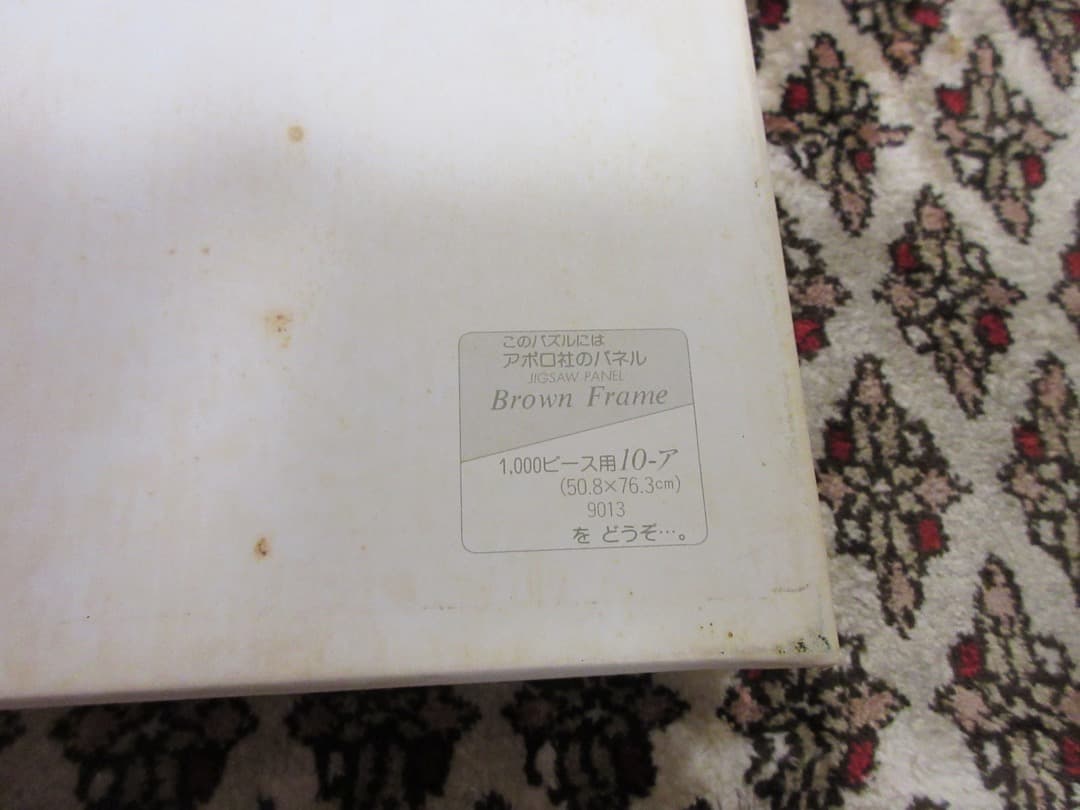 このパズルには
アポロ社のパネル
JIGSAW PANEL
Brown Frame
1,000ピース用10-ア
(50.8×76.3cm)
9013
を どうぞ…。